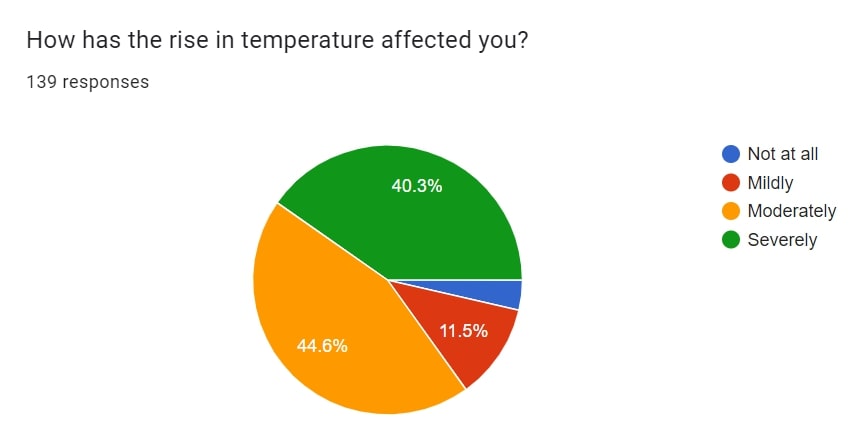 How has the rise in temperature affected you?
139 responses
40.3%
11.5%
44.6%
Not at all
Mildly
Moderately
Severely